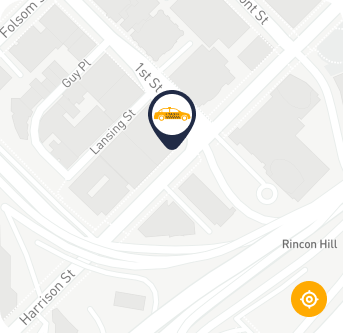 Folsom S
ont St
Guy Pl
1st St
Lansing St
Rincon Hill
Harrison St